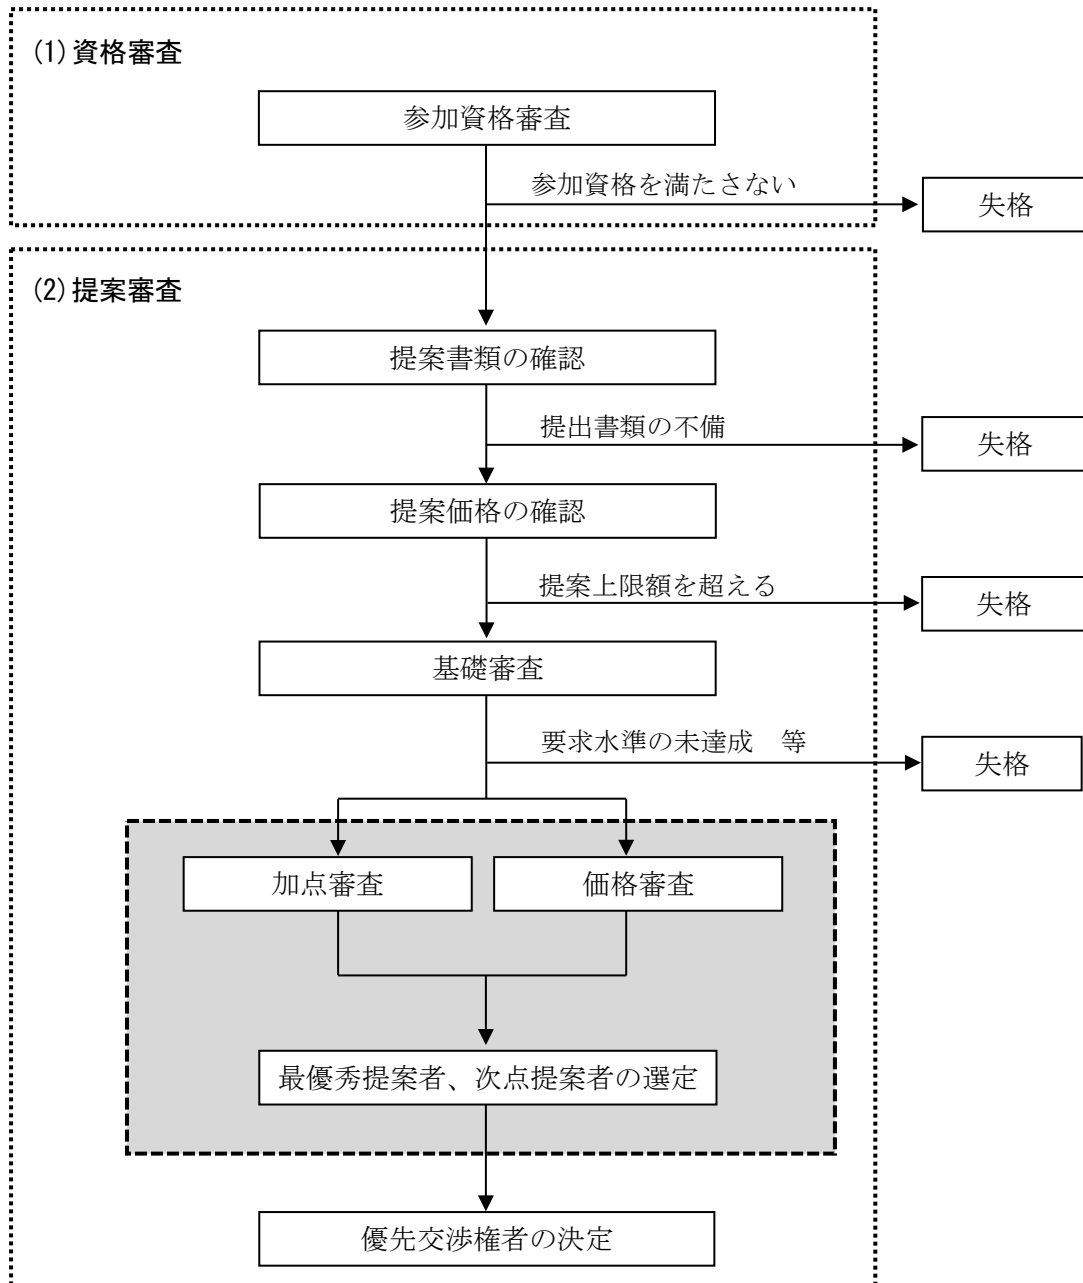 (1)資格審査
参加資格審査
参加資格を満たさない
失格
(2)提案審査
提案書類の確認
提出書類の不備
失格
提案価格の確認
提案上限額を超える
失格
基礎審査
要求水準の未達成　等
失格
加点審査
価格審査
最優秀提案者、次点提案者の選定
優先交渉権者の決定